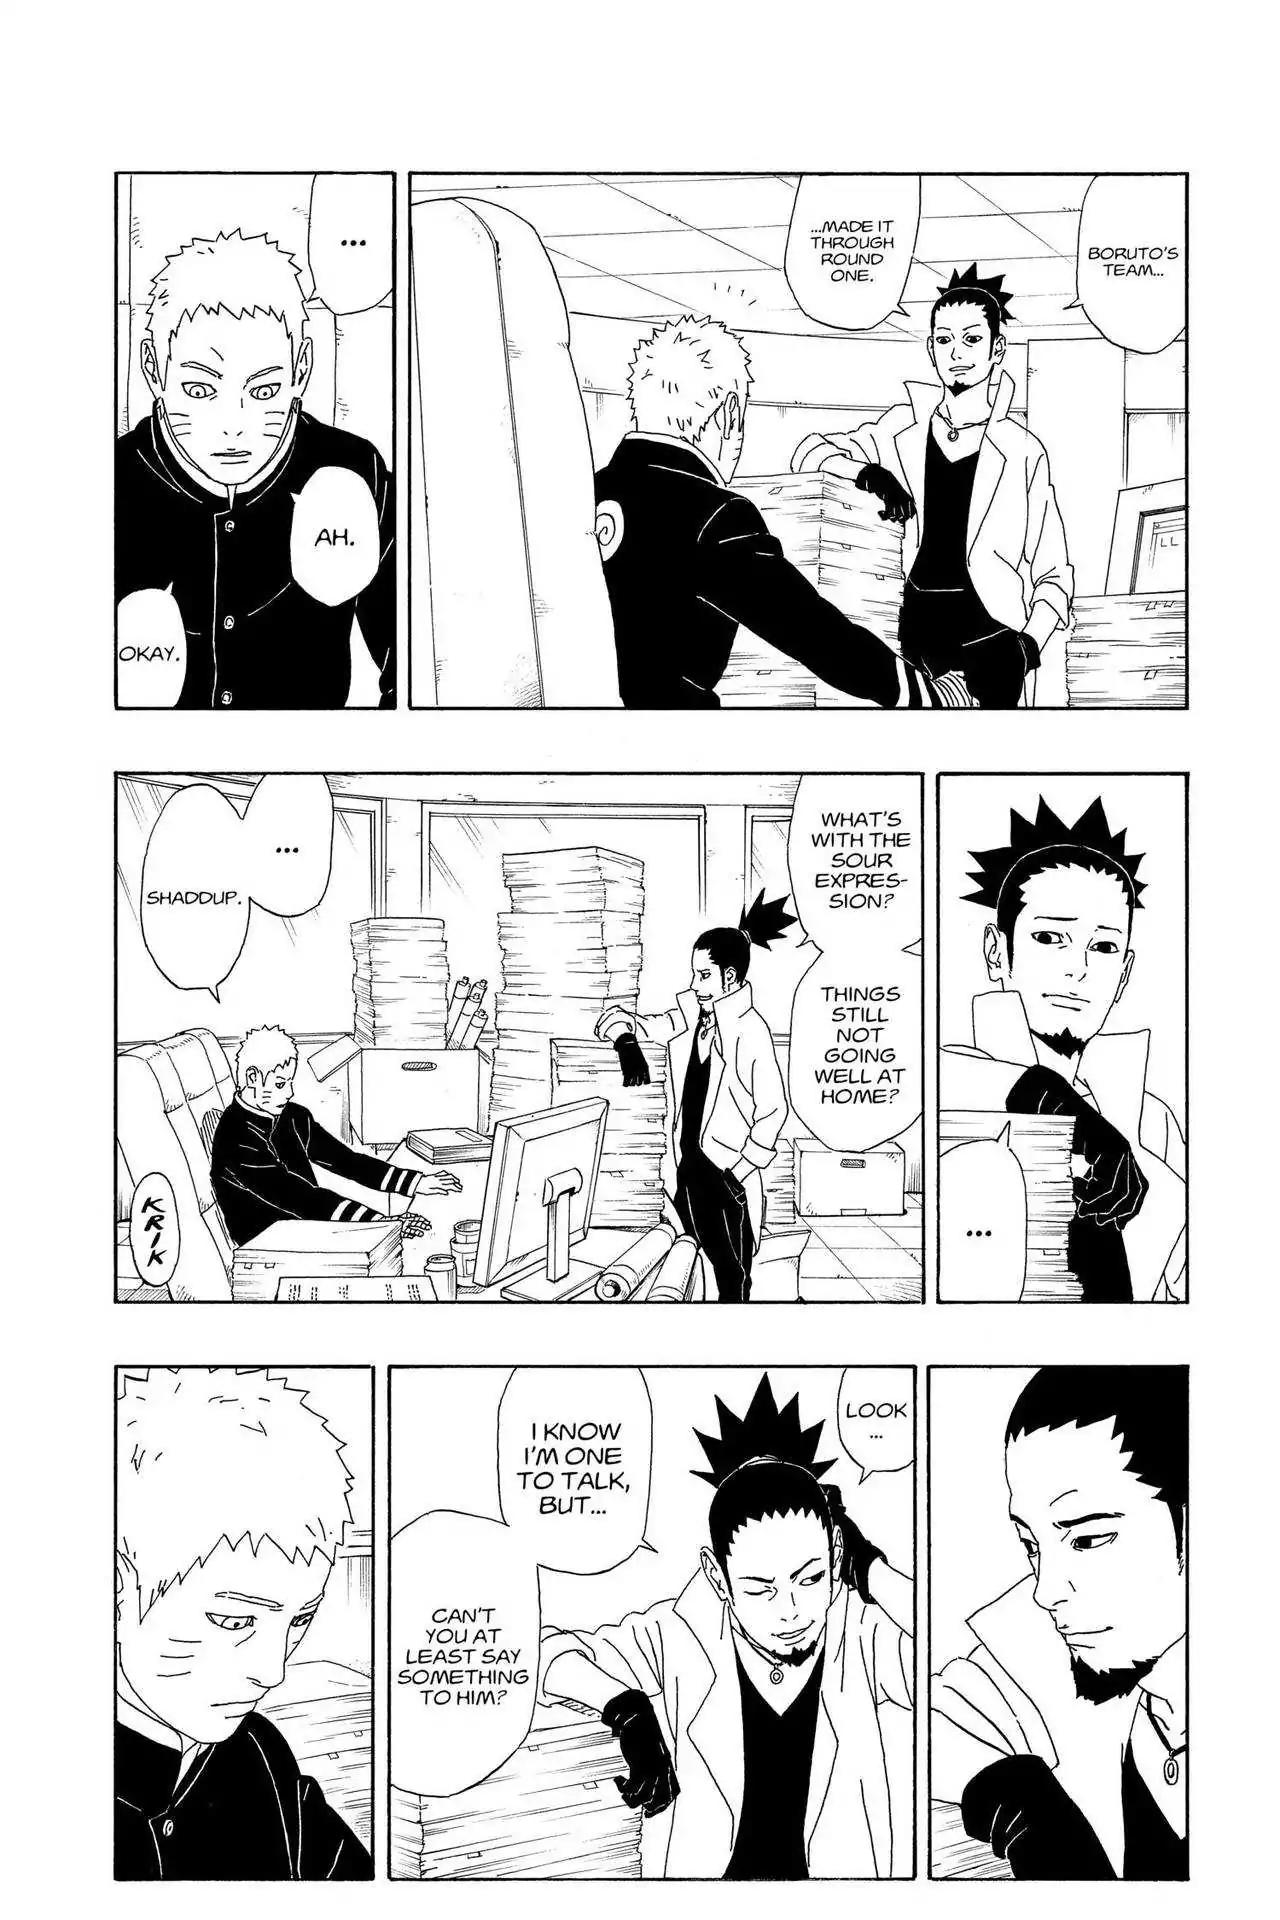 BORUTO'S
TEAM...
...MADE IT
THROUGH
ROUND
ONE.
...
AH.
OKAY.
LL
...
WHAT'S
WITH THE
SOUR
EXPRES-
SION?
THINGS
STILL
NOT
GOING
WELL AT
HOME?
...
SHADDUP.
KRIK
LOOK
...
I KNOW
I'M ONE
TO TALK,
BUT...
CAN'T
YOU AT
LEAST SAY
SOMETHING
TO HIM?